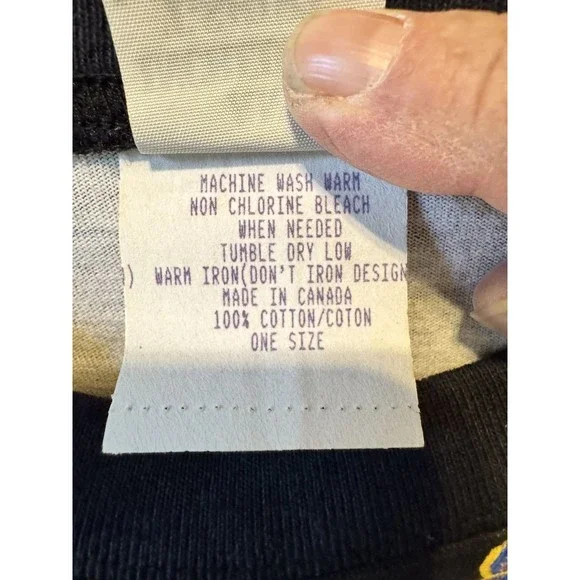 MACHINE WASH WARM
NON CHLORINE BLEACH
WHEN NEEDED
TUMBLE DRY LOW
) WARM IRON(DON'T IRON DESIGN
MADE IN CANADA
100% COTTON/COTON
ONE SIZE